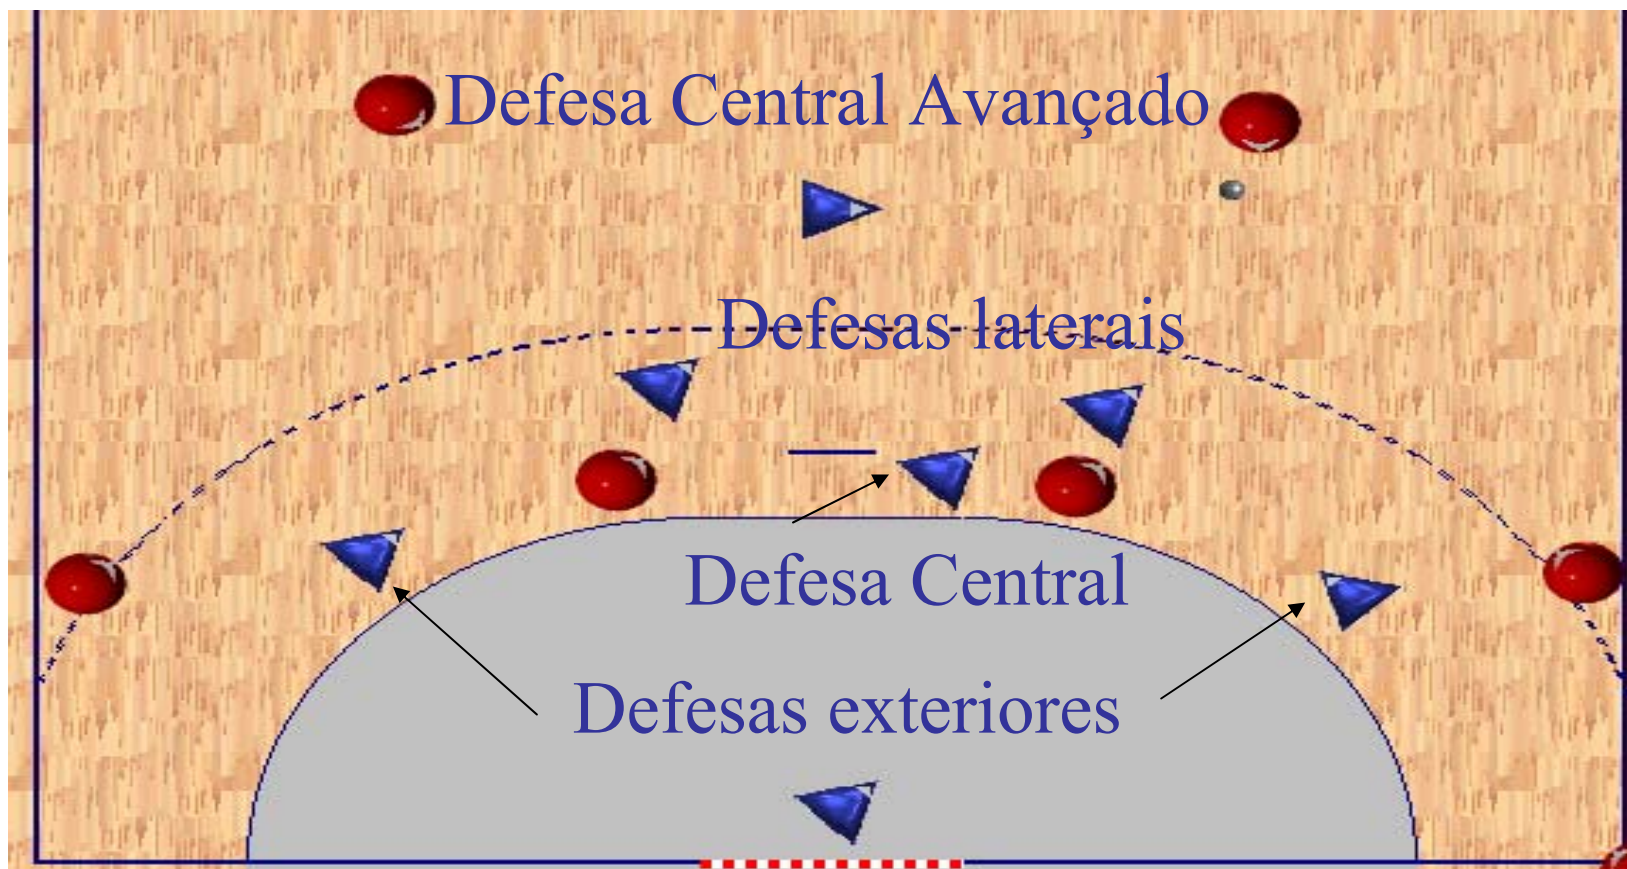 Defesa Central Avançado
Defesas laterais
Defesa Central
Defesas exteriores